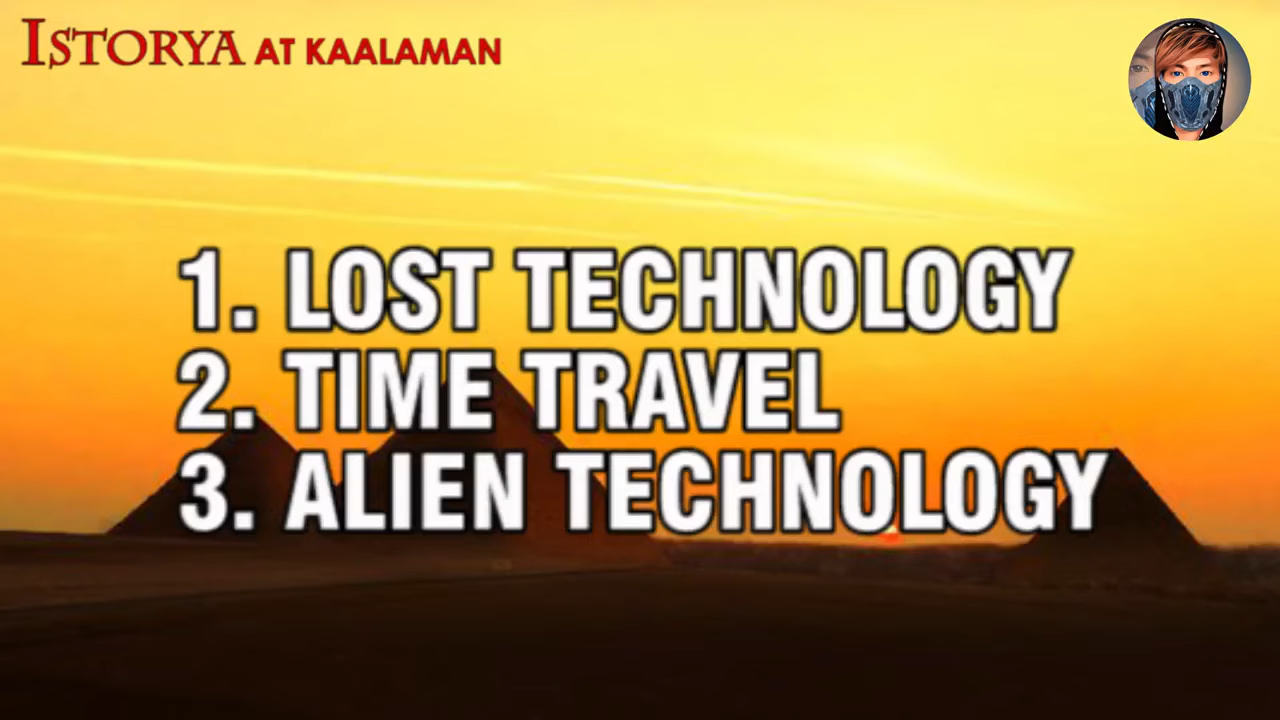 ISTORYA AT KAALAMAN
1. LOST TECHNOLOGY
2. TIME TRAVEL
3. ALIEN TECHNOLOGY